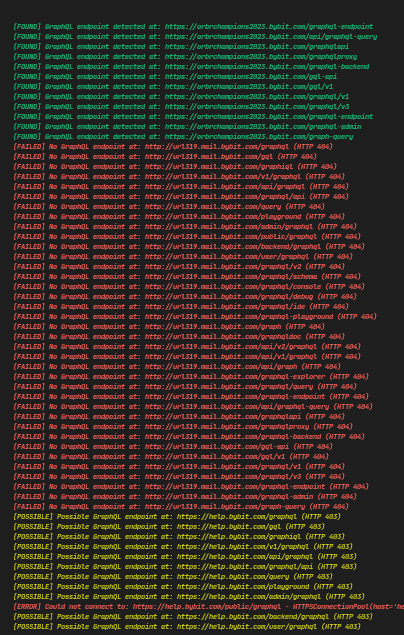 [FOUND] GraphQL endpoint detected at: https://orbrchampions2023.bybit.com/graphql-endpoint
[FOUND] GraphQL endpoint detected at: https://orbrchampions2023.bybit.com/api/graphql-query
[FOUND] GraphQL endpoint detected at: https://orbrchampions2023.bybit.com/graphqlapi
[FOUND] GraphQL endpoint detected at: https://orbrchampions2023.bybit.com/graphqlproxy
[FOUND] GraphQL endpoint detected at: https://orbrchampions2023.bybit.com/graphql-backend
[FOUND] GraphQL endpoint detected at: https://orbrchampions2023.bybit.com/gql-api
[FOUND] GraphQL endpoint detected at: https://orbrchampions2023.bybit.com/gql/v1
[FOUND] GraphQL endpoint detected at: https://orbrchampions2023.bybit.com/graphql/v1
[FOUND] GraphQL endpoint detected at: https://orbrchampions2023.bybit.com/graphql/v3
[FOUND] GraphQL endpoint detected at: https://orbrchampions2023.bybit.com/graphql-endpoint
[FOUND] GraphQL endpoint detected at: https://orbrchampions2023.bybit.com/graphql-admin
[FOUND] GraphQL endpoint detected at: https://orbrchampions2023.bybit.com/graph-query
[FAILED] No GraphQL endpoint at: http://url319.mail.bybit.com/graphql (HTTP 404)
[FAILED] No GraphQL endpoint at: http://url319.mail.bybit.com/gql (HTTP 404)
[FAILED] No GraphQL endpoint at: http://url319.mail.bybit.com/graphiql (HTTP 404)
[FAILED] No GraphQL endpoint at: http://url319.mail.bybit.com/v1/graphql (HTTP 404)
[FAILED] No GraphQL endpoint at: http://url319.mail.bybit.com/api/graphql (HTTP 404)
[FAILED] No GraphQL endpoint at: http://url319.mail.bybit.com/graphql/api (HTTP 404)
[FAILED] No GraphQL endpoint at: http://url319.mail.bybit.com/query (HTTP 404)
[FAILED] No GraphQL endpoint at: http://url319.mail.bybit.com/playground (HTTP 404)
[FAILED] No GraphQL endpoint at: http://url319.mail.bybit.com/admin/graphql (HTTP 404)
[FAILED] No GraphQL endpoint at: http://url319.mail.bybit.com/public/graphql (HTTP 404)
[FAILED] No GraphQL endpoint at: http://url319.mail.bybit.com/backend/graphql (HTTP 404)
[FAILED] No GraphQL endpoint at: http://url319.mail.bybit.com/user/graphql (HTTP 404)
[FAILED] No GraphQL endpoint at: http://url319.mail.bybit.com/graphql/v2 (HTTP 404)
[FAILED] No GraphQL endpoint at: http://url319.mail.bybit.com/graphql/schema (HTTP 404)
[FAILED] No GraphQL endpoint at: http://url319.mail.bybit.com/graphql/console (HTTP 404)
[FAILED] No GraphQL endpoint at: http://url319.mail.bybit.com/graphql/debug (HTTP 404)
[FAILED] No GraphQL endpoint at: http://url319.mail.bybit.com/graphql/ide (HTTP 404)
[FAILED] No GraphQL endpoint at: http://url319.mail.bybit.com/graphql-playground (HTTP 404)
[FAILED] No GraphQL endpoint at: http://url319.mail.bybit.com/graph (HTTP 404)
[FAILED] No GraphQL endpoint at: http://url319.mail.bybit.com/graphqldoc (HTTP 404)
[FAILED] No GraphQL endpoint at: http://url319.mail.bybit.com/api/v2/graphql (HTTP 404)
[FAILED] No GraphQL endpoint at: http://url319.mail.bybit.com/api/v1/graphql (HTTP 404)
[FAILED] No GraphQL endpoint at: http://url319.mail.bybit.com/api/graph (HTTP 404)
[FAILED] No GraphQL endpoint at: http://url319.mail.bybit.com/graphql-explorer (HTTP 404)
[FAILED] No GraphQL endpoint at: http://url319.mail.bybit.com/graphql/query (HTTP 404)
[FAILED] No GraphQL endpoint at: http://url319.mail.bybit.com/graphql-endpoint (HTTP 404)
[FAILED] No GraphQL endpoint at: http://url319.mail.bybit.com/api/graphql-query (HTTP 404)
[FAILED] No GraphQL endpoint at: http://url319.mail.bybit.com/graphqlapi (HTTP 404)
[FAILED] No GraphQL endpoint at: http://url319.mail.bybit.com/graphqlproxy (HTTP 404)
[FAILED] No GraphQL endpoint at: http://url319.mail.bybit.com/graphql-backend (HTTP 404)
[FAILED] No GraphQL endpoint at: http://url319.mail.bybit.com/gql-api (HTTP 404)
[FAILED] No GraphQL endpoint at: http://url319.mail.bybit.com/gql/v1 (HTTP 404)
[FAILED] No GraphQL endpoint at: http://url319.mail.bybit.com/graphql/v1 (HTTP 404)
[FAILED] No GraphQL endpoint at: http://url319.mail.bybit.com/graphql/v3 (HTTP 404)
[FAILED] No GraphQL endpoint at: http://url319.mail.bybit.com/graphql-endpoint (HTTP 404)
[FAILED] No GraphQL endpoint at: http://url319.mail.bybit.com/graphql-admin (HTTP 404)
[FAILED] No GraphQL endpoint at: http://url319.mail.bybit.com/graph-query (HTTP 404)
[POSSIBLE] Possible GraphQL endpoint at: https://help.bybit.com/graphql (HTTP 403)
[POSSIBLE] Possible GraphQL endpoint at: https://help.bybit.com/gql (HTTP 403)
[POSSIBLE] Possible GraphQL endpoint at: https://help.bybit.com/graphiql (HTTP 403)
[POSSIBLE] Possible GraphQL endpoint at: https://help.bybit.com/v1/graphql (HTTP 403)
[POSSIBLE] Possible GraphQL endpoint at: https://help.bybit.com/api/graphql (HTTP 403)
[POSSIBLE] Possible GraphQL endpoint at: https://help.bybit.com/graphql/api (HTTP 403)
[POSSIBLE] Possible GraphQL endpoint at: https://help.bybit.com/query (HTTP 403)
[POSSIBLE] Possible GraphQL endpoint at: https://help.bybit.com/playground (HTTP 403)
[POSSIBLE] Possible GraphQL endpoint at: https://help.bybit.com/admin/graphql (HTTP 403)
[ERROR] Could not connect to: https://help.bybit.com/public/graphql - HTTPSConnectionPool(host='he
[POSSIBLE] Possible GraphQL endpoint at: https://help.bybit.com/backend/graphql (HTTP 403)
[POSSIBLE] Possible GraphQL endpoint at: https://help.bybit.com/user/graphql (HTTP 403)